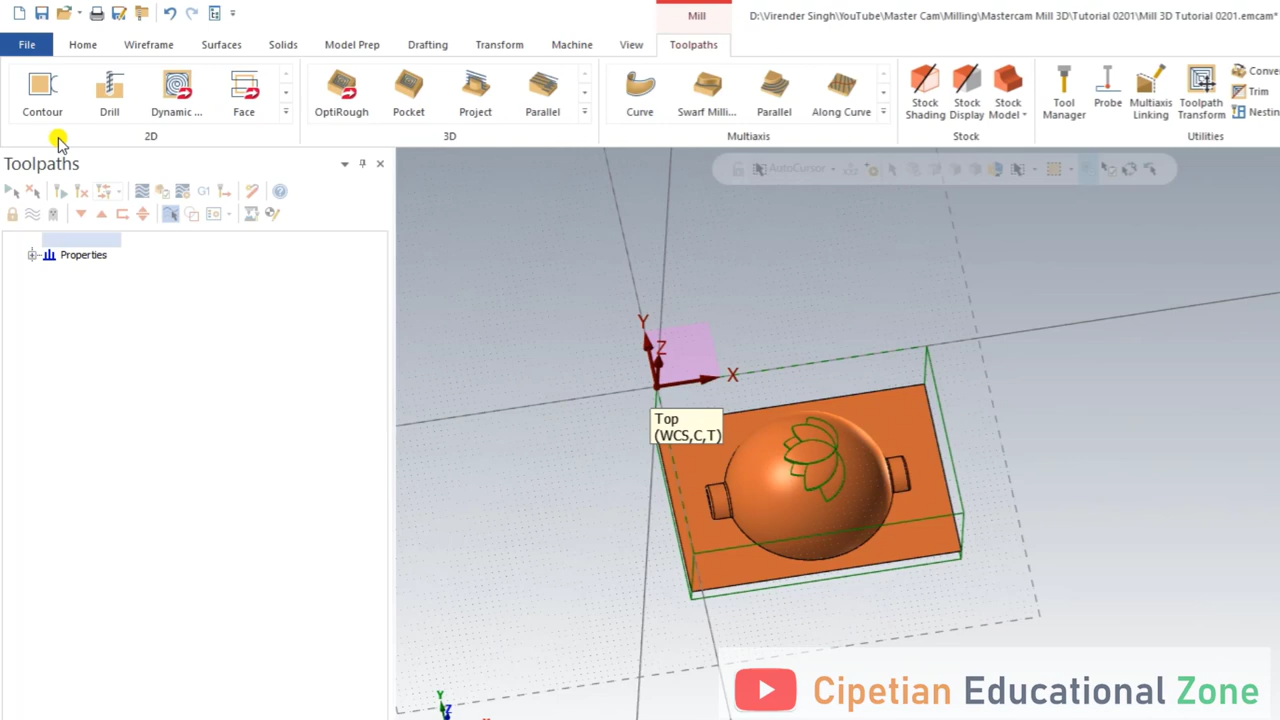 Mill
D:\Virender Singh\YouTube\Master Cam\Milling\Mastercam Mill 3D\Tutorial 0201\Mill 3D Tutorial 0201.emcam*
File Home Wireframe Surfaces Solids Model Prep Drafting Transform Machine View Toolpaths
Contour Drill Dynamic ... Face OptiRough Pocket Project Parallel Curve Swarf Milli... Parallel Along Curve Stock Shading Stock Display Stock Model Tool Manager Probe Multiaxis Linking Toolpath Transform Conve
Trim
Nestin
2D 3D Multiaxis Stock Utilities
Toolpaths
AutoCursor
G1
Properties
Y
Z
X
Top
(WCS,C,T)
Y
Z
Cipetian Educational Zone